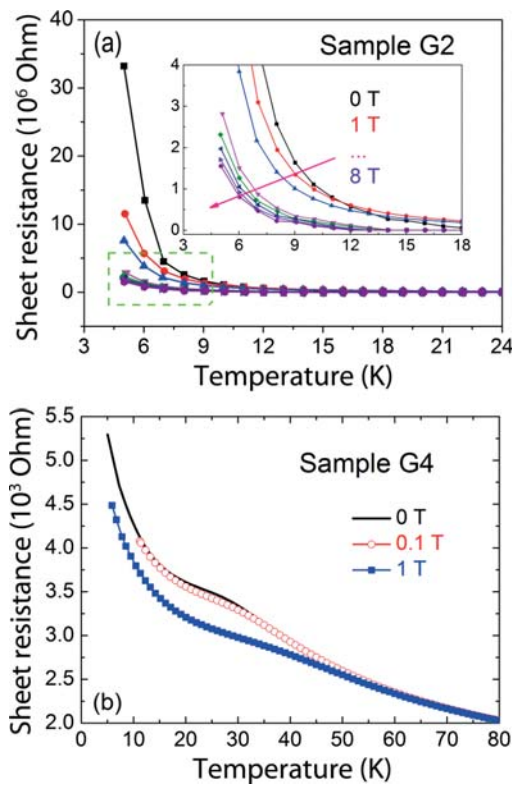 (a)
Sample G2
40
30
20
10
0
Sheet resistance (10⁶ Ohm)
4
3
2
1
0
0 T
1 T
...
8 T
3 6 9 12 15 18
3 6 9 12 15 18 21 24
Temperature (K)
5.5
5.0
4.5
4.0
3.5
3.0
2.5
2.0
Sheet resistance (10³ Ohm)
Sample G4
0 T
0.1 T
1 T
(b)
0 10 20 30 40 50 60 70 80
Temperature (K)